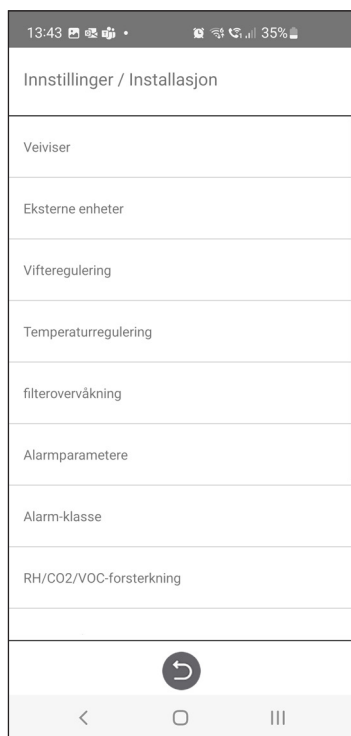 13:43 35%
Innstillinger / Installasjon
Veiviser
Eksterne enheter
Vifteregulering
Temperaturregulering
filterovervåkning
Alarmparametere
Alarm-klasse
RH/CO2/VOC-forsterkning